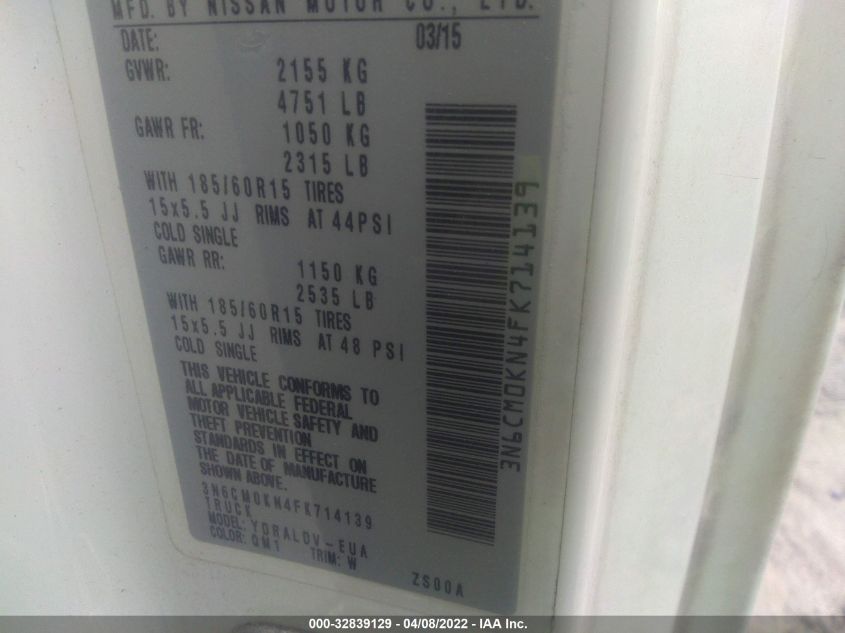 MFD. BY NISSAN MOTOR CO., LTD.
DATE: 03/15
GVWR: 2155 KG
4751 LB
GAWR FR: 1050 KG
2315 LB
WITH 185/60R15 TIRES
15x5.5 JJ RIMS AT 44PSI
COLD SINGLE
GAWR RR: 1150 KG
2535 LB
WITH 185/60R15 TIRES
15x5.5 JJ RIMS AT 48 PSI
COLD SINGLE
THIS VEHICLE CONFORMS TO
ALL APPLICABLE FEDERAL
MOTOR VEHICLE SAFETY AND
THEFT PREVENTION
STANDARDS IN EFFECT ON
THE DATE OF MANUFACTURE
SHOWN ABOVE.
3N6CM0KN4FK714139
TRUCK
MODEL: YDRALDV-EUA
COLOR: QM1 TRIM: W
ZS00A
3N6CM0KN4FK714139
000-32839129 - 04/08/2022 - IAA Inc.